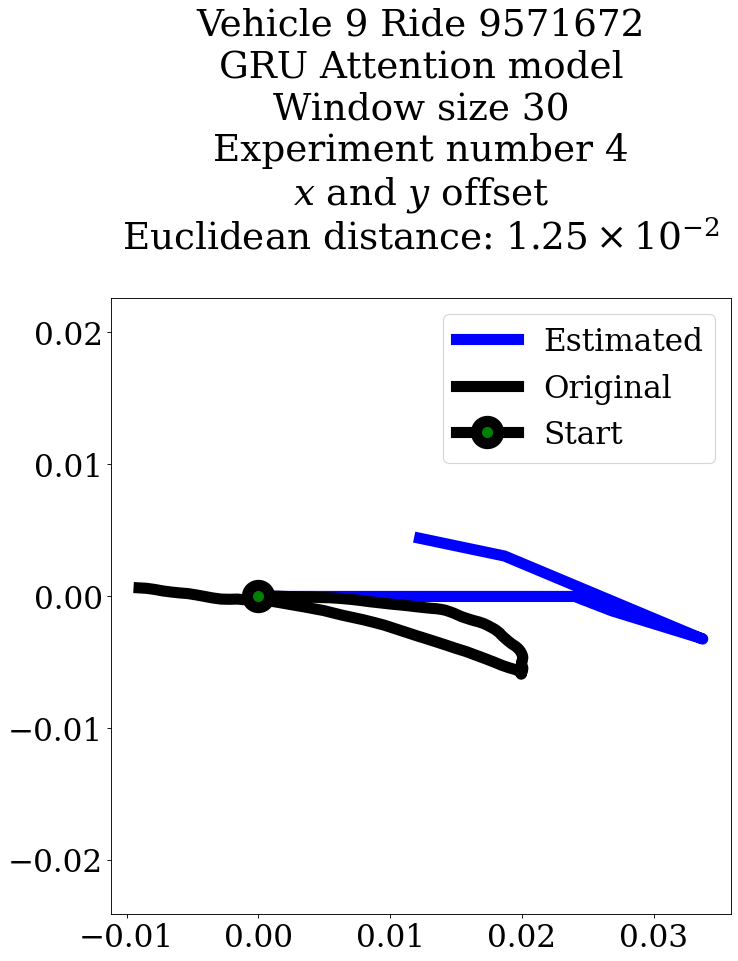 Vehicle 9 Ride 9571672
GRU Attention model
Window size 30
Experiment number 4
x and y offset
Euclidean distance: 1.25 × 10⁻²
Estimated
Original
Start
0.02
0.01
0.00
−0.01
−0.02
−0.01 0.00 0.01 0.02 0.03